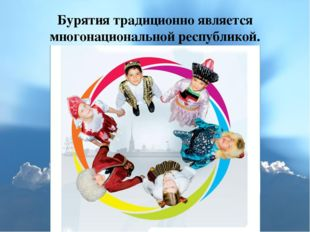 Бурятия традиционно является
многонациональной республикой.